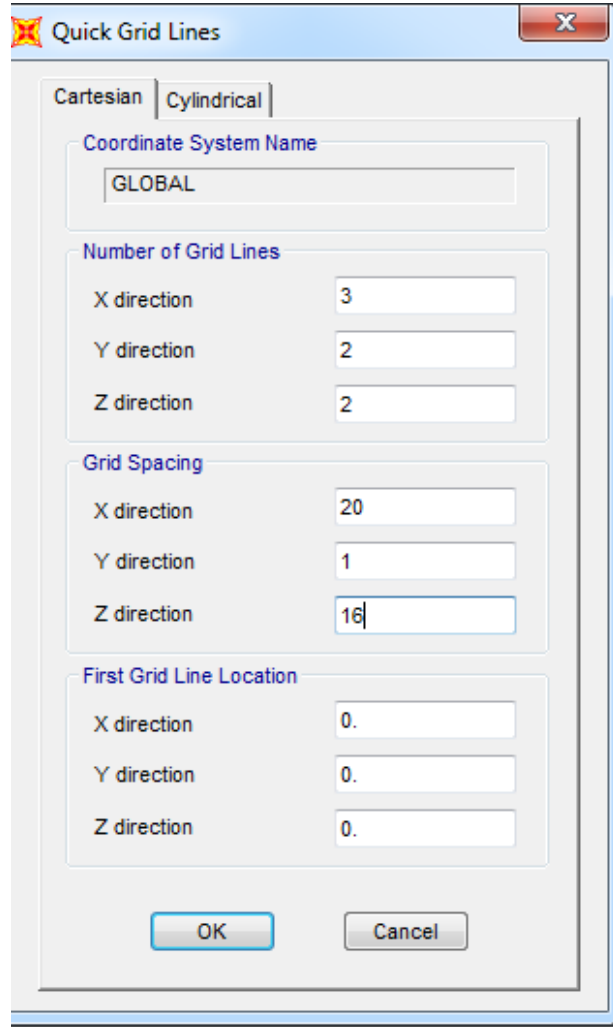 Quick Grid Lines
Cartesian Cylindrical
Coordinate System Name
GLOBAL
Number of Grid Lines
X direction 3
Y direction 2
Z direction 2
Grid Spacing
X direction 20
Y direction 1
Z direction 16
First Grid Line Location
X direction 0.
Y direction 0.
Z direction 0.
OK Cancel